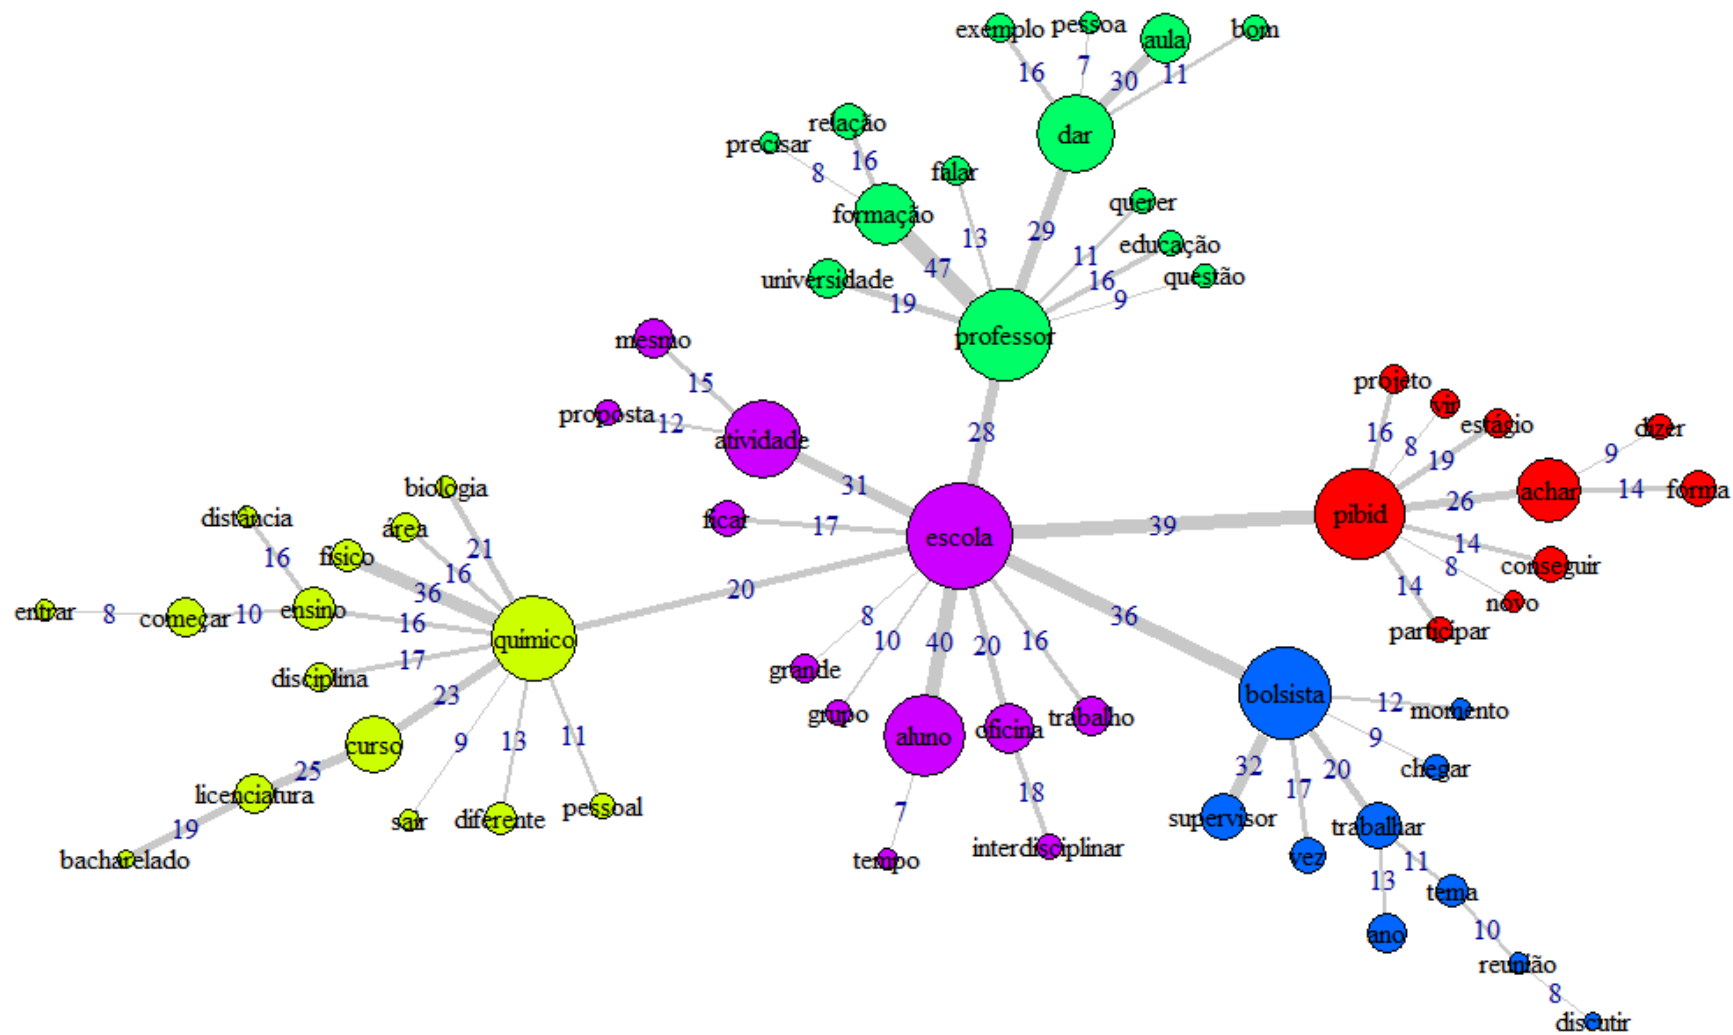 exemplo
pessoa
aula
bom
16
7
30
11
dar
relação
precisar
16
8
falar
formação
querer
29
13
educação
47
11
universidade
16
questão
19
9
professor
mesmo
projeto
15
vir
proposta
12
28
16
estágio
dizer
atividade
8
9
19
31
biologia
achar
forma
14
26
distância
ficar
17
pibid
área
39
escola
físico
21
14
16
16
conseguir
36
8
20
14
novo
entrar
8
começar
10
ensino
36
16
participar
químico
8
10
40
20
16
17
grande
disciplina
23
bolsista
12
momento
grupo
trabalho
aluno
oficina
9
11
9
13
curso
32
20
chegar
25
17
licenciatura
18
7
pessoal
sair
diferente
supervisor
trabalhar
19
interdisciplinar
vez
bacharelado
tempo
11
13
tema
10
ano
reunião
8
discutir